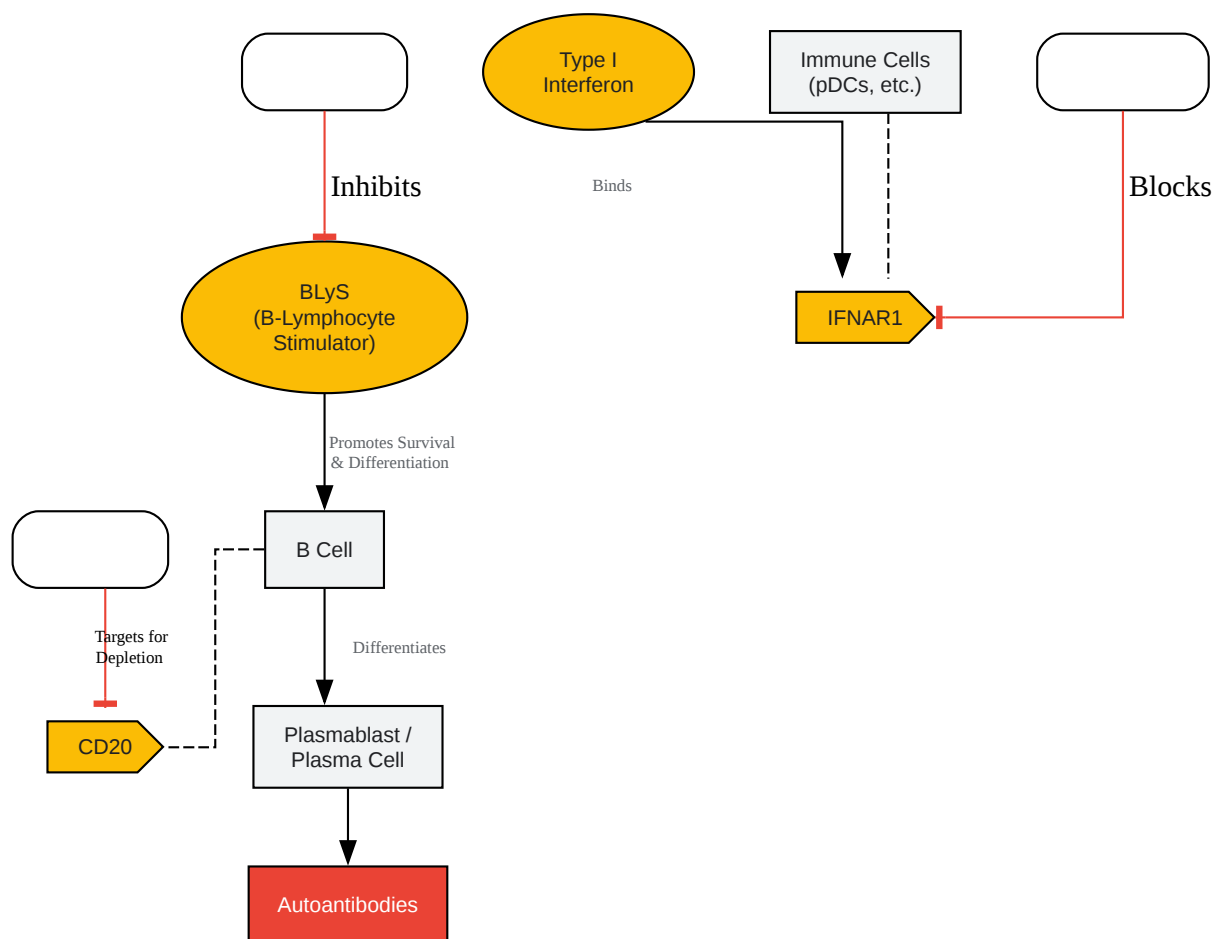 Type I
Interferon
Immune Cells
(pDCs, etc.)
Inhibits
Binds
Blocks
BLyS
(B-Lymphocyte
Stimulator)
IFNAR1
Promotes Survival
& Differentiation
B Cell
Targets for
Depletion
Differentiates
CD20
Plasmablast /
Plasma Cell
Autoantibodies